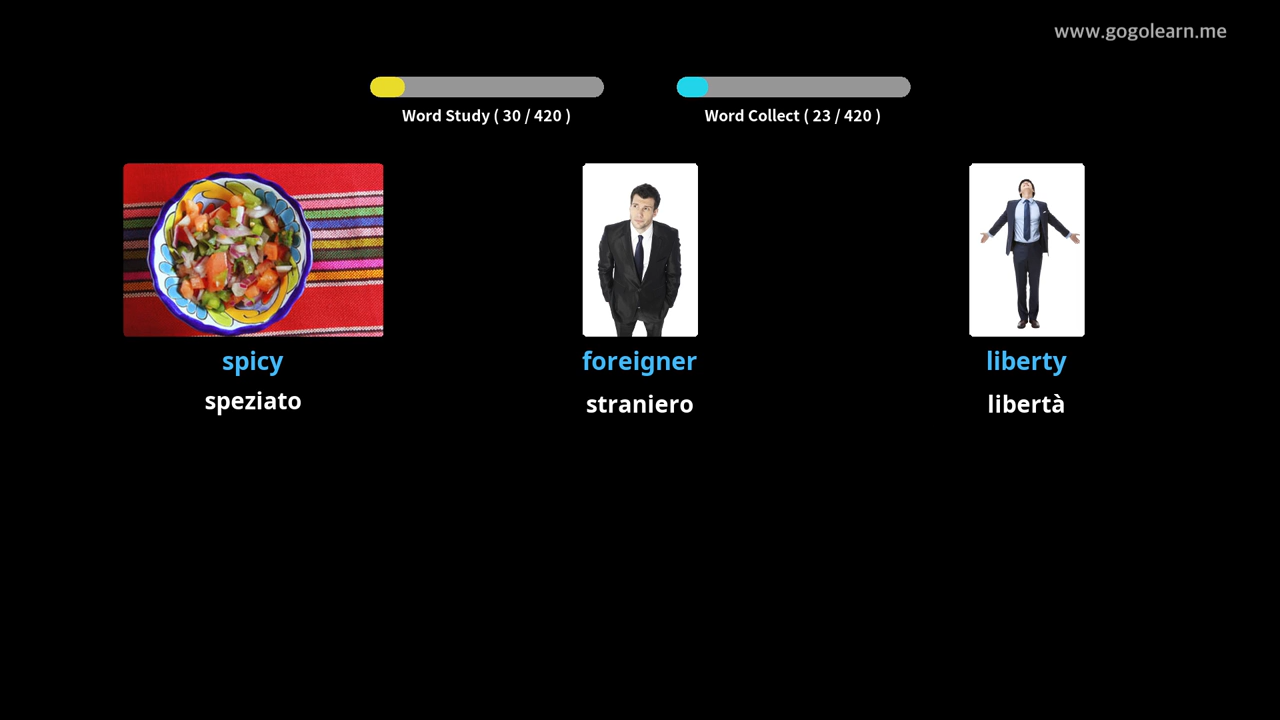 www.gogolearn.me
Word Study ( 30 / 420 )
Word Collect ( 23 / 420 )
spicy
foreigner
liberty
speziato
straniero
libertà